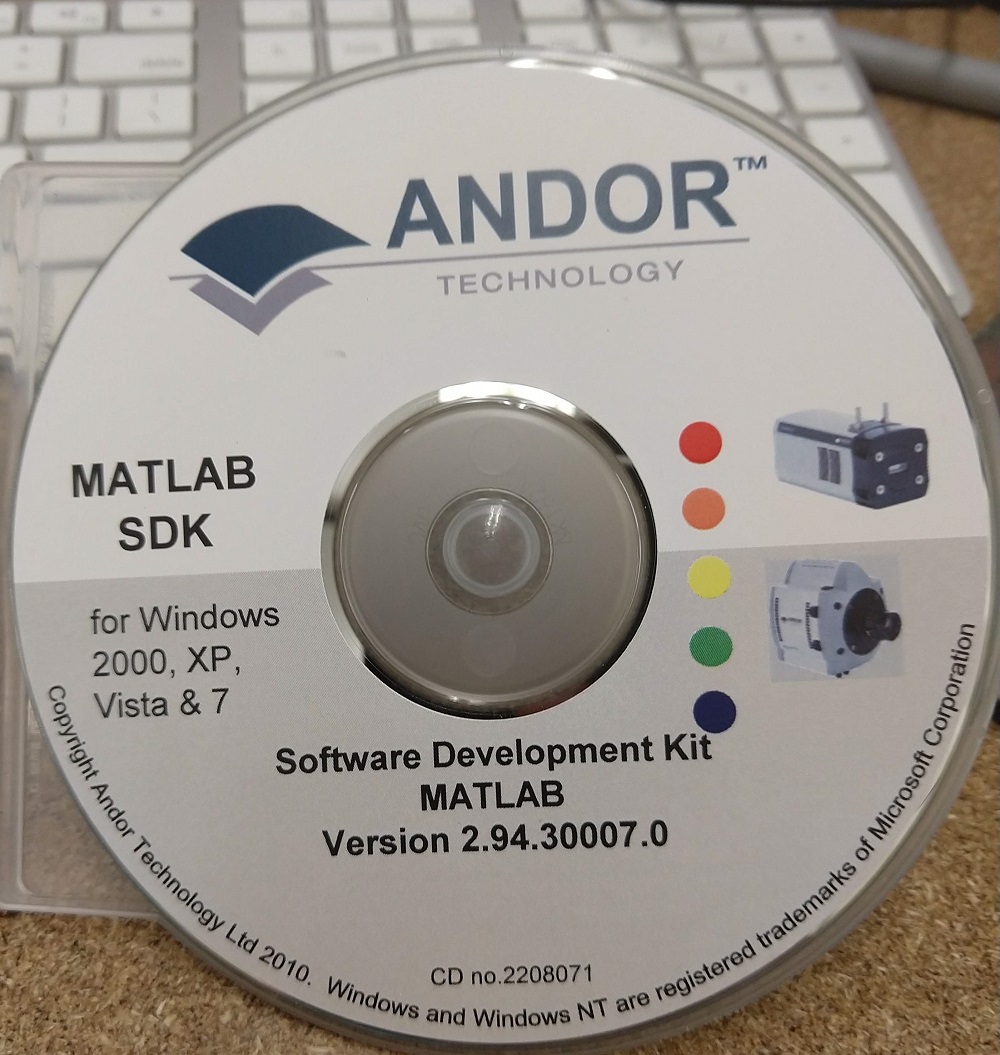 ANDOR™
TECHNOLOGY
MATLAB
SDK
for Windows
2000, XP,
Vista & 7
Software Development Kit
MATLAB
Version 2.94.30007.0
CD no.2208071
Copyright Andor Technology Ltd 2010. Windows and Windows NT are registered trademarks of Microsoft Corporation